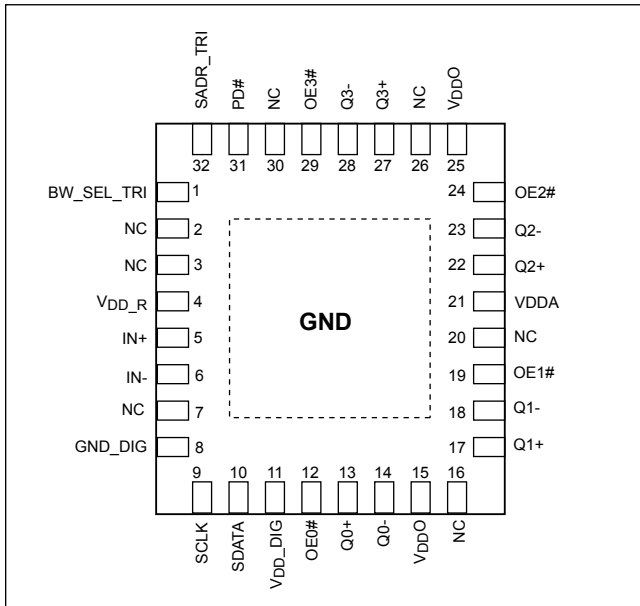 SADR_TRI
PD#
NC
OE3#
Q3-
Q3+
NC
VDDO
32 31 30 29 28 27 26 25
BW_SEL_TRI 1
NC 2
NC 3
VDD_R 4
IN+ 5
IN- 6
NC 7
GND_DIG 8
GND
24 OE2#
23 Q2-
22 Q2+
21 VDDA
20 NC
19 OE1#
18 Q1-
17 Q1+
9 10 11 12 13 14 15 16
SCLK
SDATA
VDD_DIG
OE0#
Q0+
Q0-
VDDO
NC